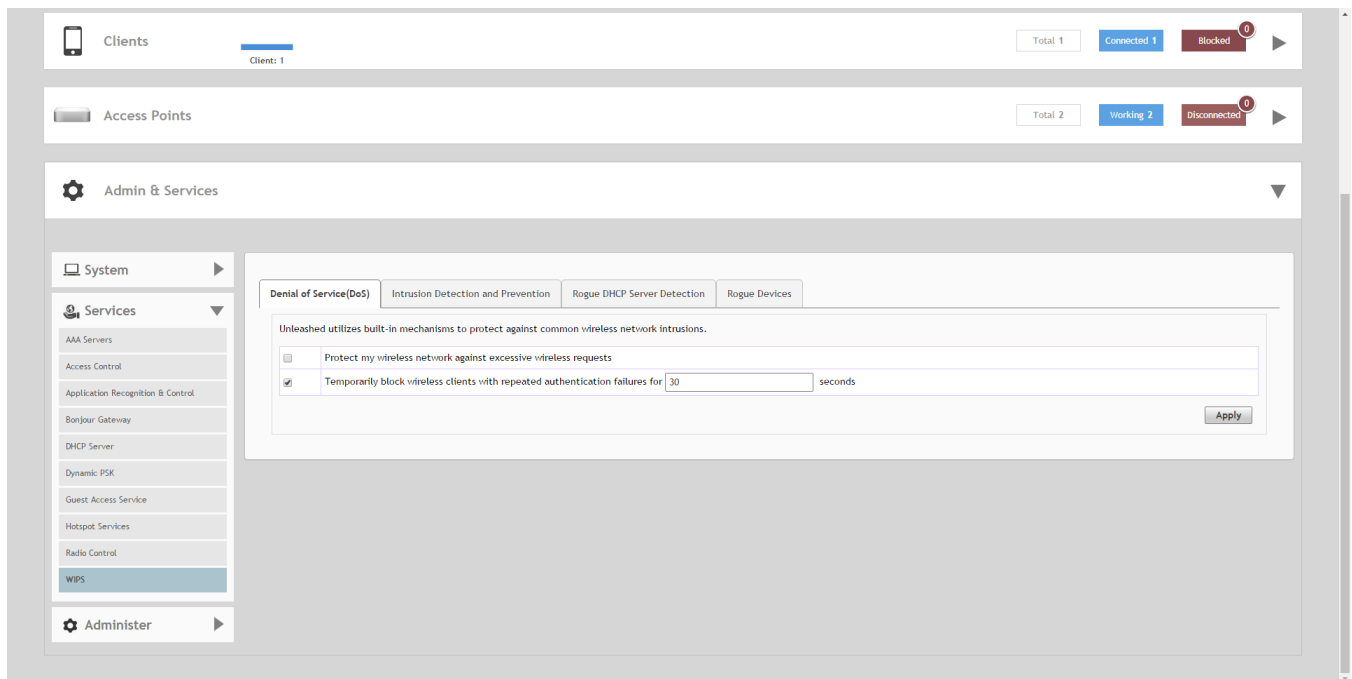 Clients
Client: 1
Total 1
Connected 1
Blocked
0
Access Points
Total 2
Working 2
Disconnected
0
Admin & Services
System
Services
AAA Servers
Access Control
Application Recognition & Control
Bonjour Gateway
DHCP Server
Dynamic PSK
Guest Access Service
Hotspot Services
Radio Control
WIPS
Administer
Denial of Service(DoS)
Intrusion Detection and Prevention
Rogue DHCP Server Detection
Rogue Devices
Unleashed utilizes built-in mechanisms to protect against common wireless network intrusions.
Protect my wireless network against excessive wireless requests
Temporarily block wireless clients with repeated authentication failures for 30 seconds
Apply